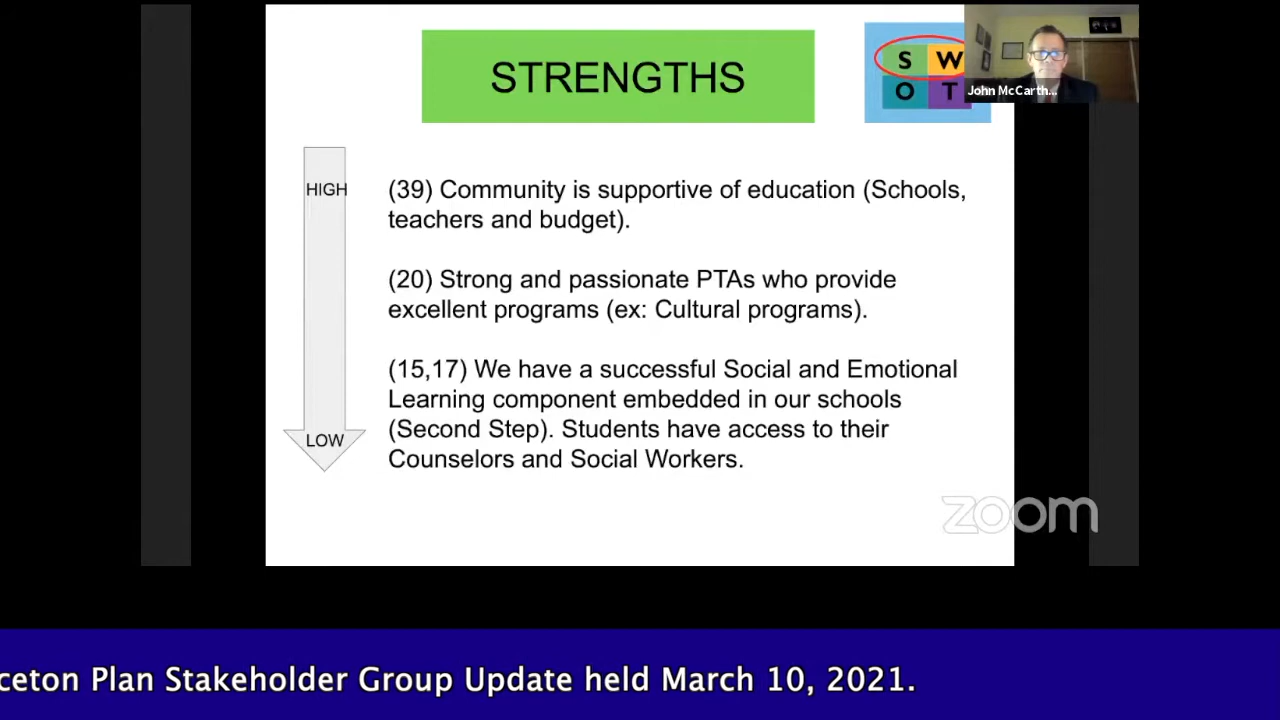 STRENGTHS
S W
O T
John McCarth...
HIGH
(39) Community is supportive of education (Schools,
teachers and budget).
(20) Strong and passionate PTAs who provide
excellent programs (ex: Cultural programs).
(15,17) We have a successful Social and Emotional
Learning component embedded in our schools
(Second Step). Students have access to their
Counselors and Social Workers.
LOW
zoom
ceton Plan Stakeholder Group Update held March 10, 2021.